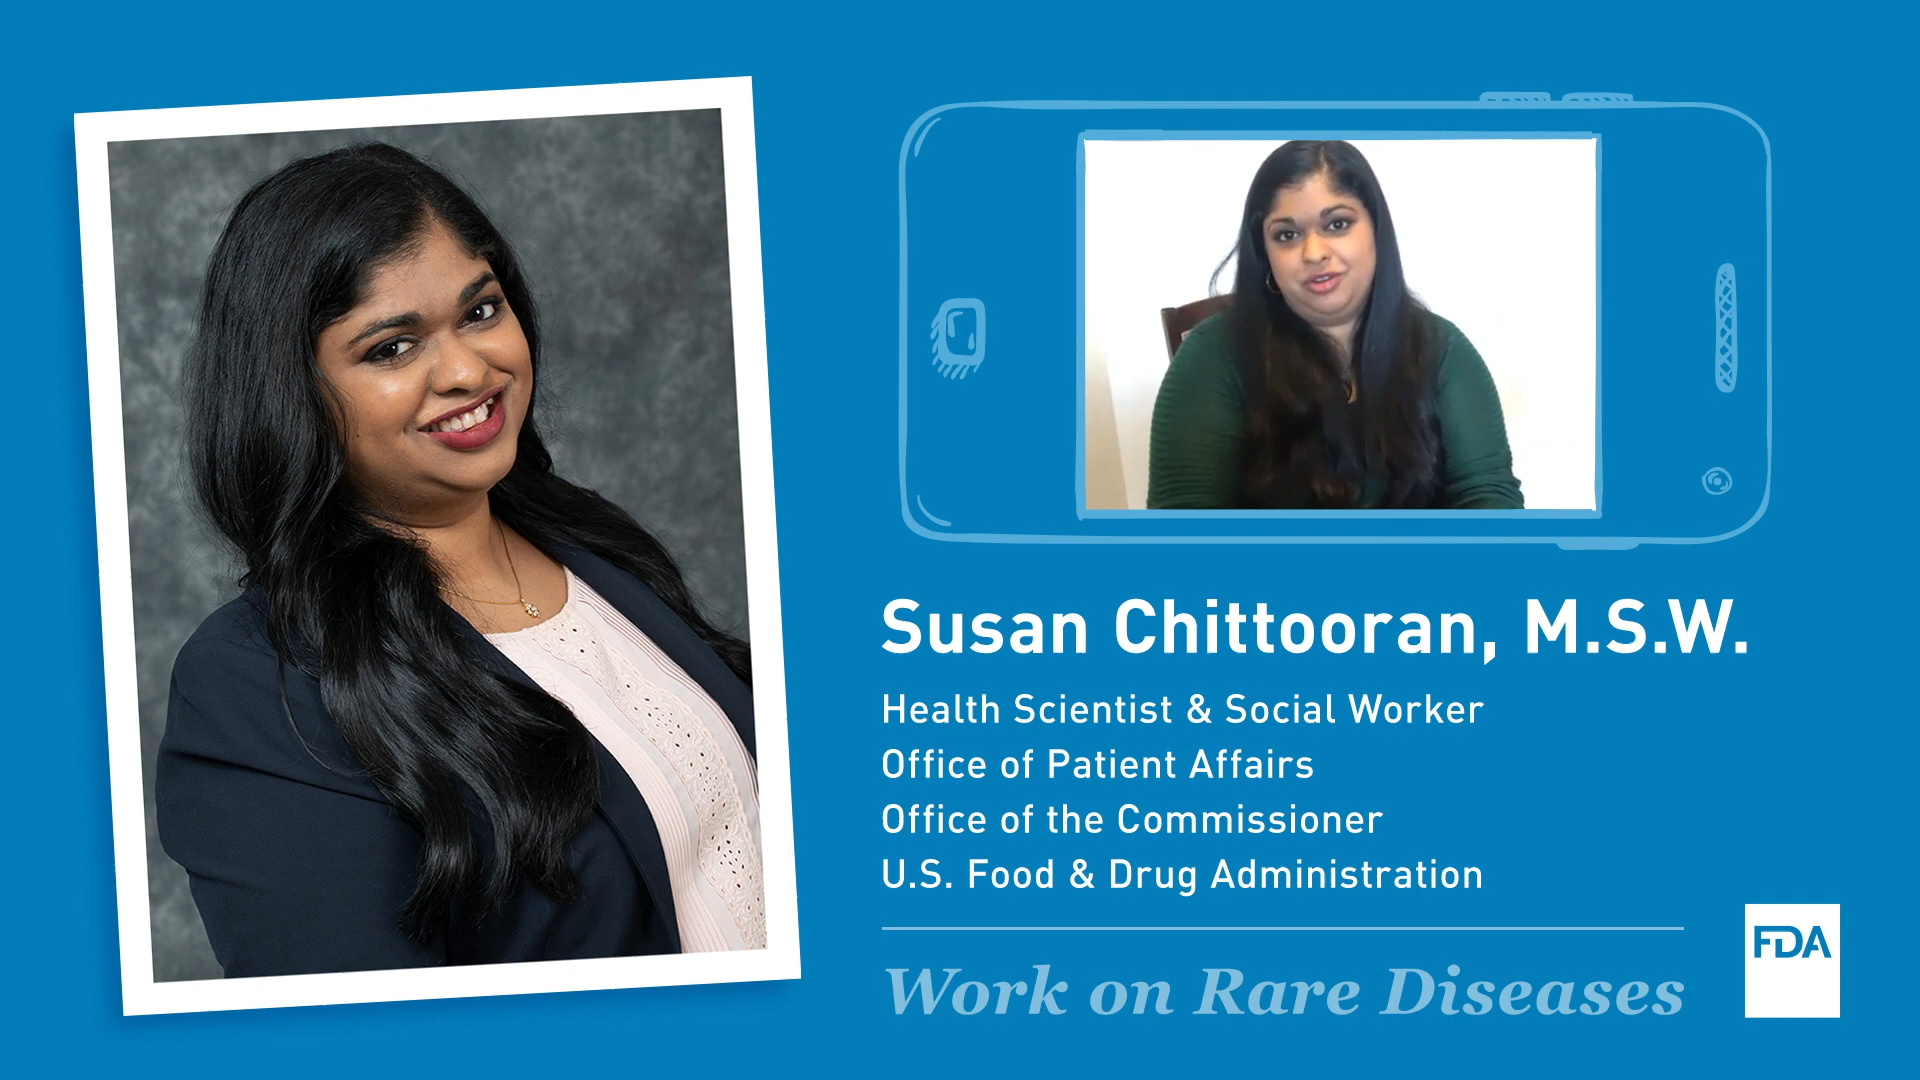 Susan Chittooran, M.S.W.
Health Scientist & Social Worker
Office of Patient Affairs
Office of the Commissioner
U.S. Food & Drug Administration
Work on Rare Diseases
FDA